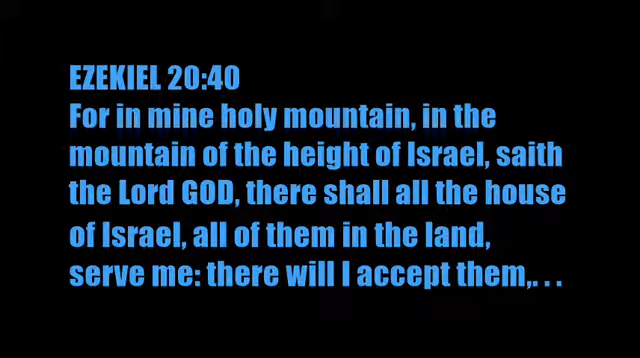 EZEKIEL 20:40
For in mine holy mountain, in the
mountain of the height of Israel, saith
the Lord GOD, there shall all the house
of Israel, all of them in the land,
serve me: there will I accept them,. . .